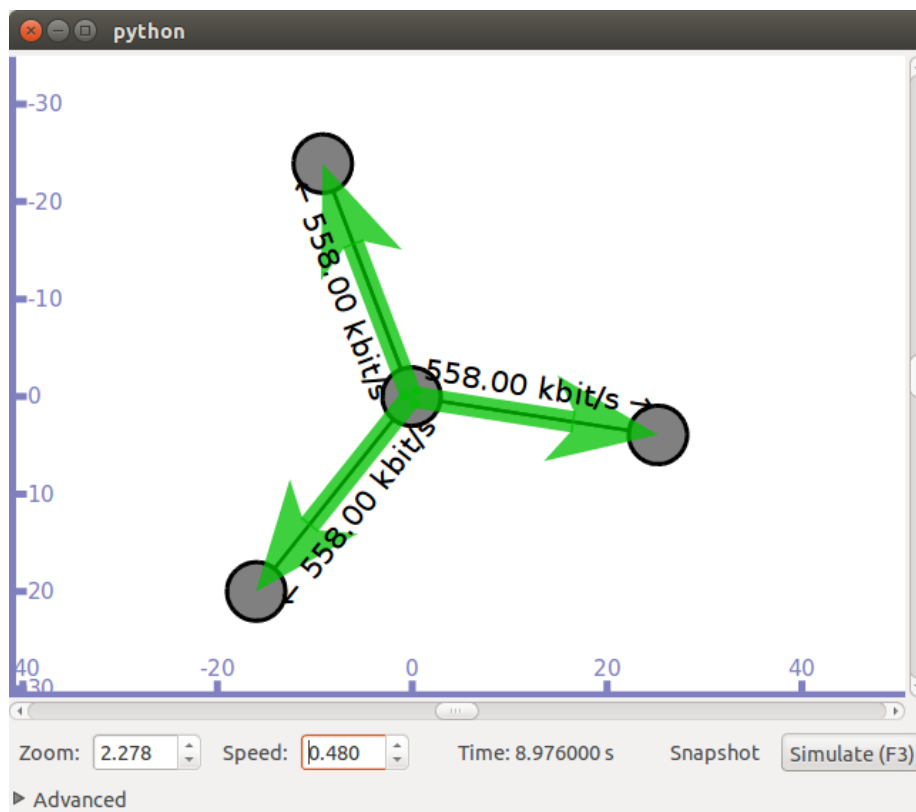 python
-30
-20
← 558.00 kbit/s
-10
558.00 kbit/s →
0
← 558.00 kbit/s
10
20
40 -20 0 20 40
30
Zoom: 2.278 Speed: 0.480 Time: 8.976000 s Snapshot Simulate (F3)
Advanced